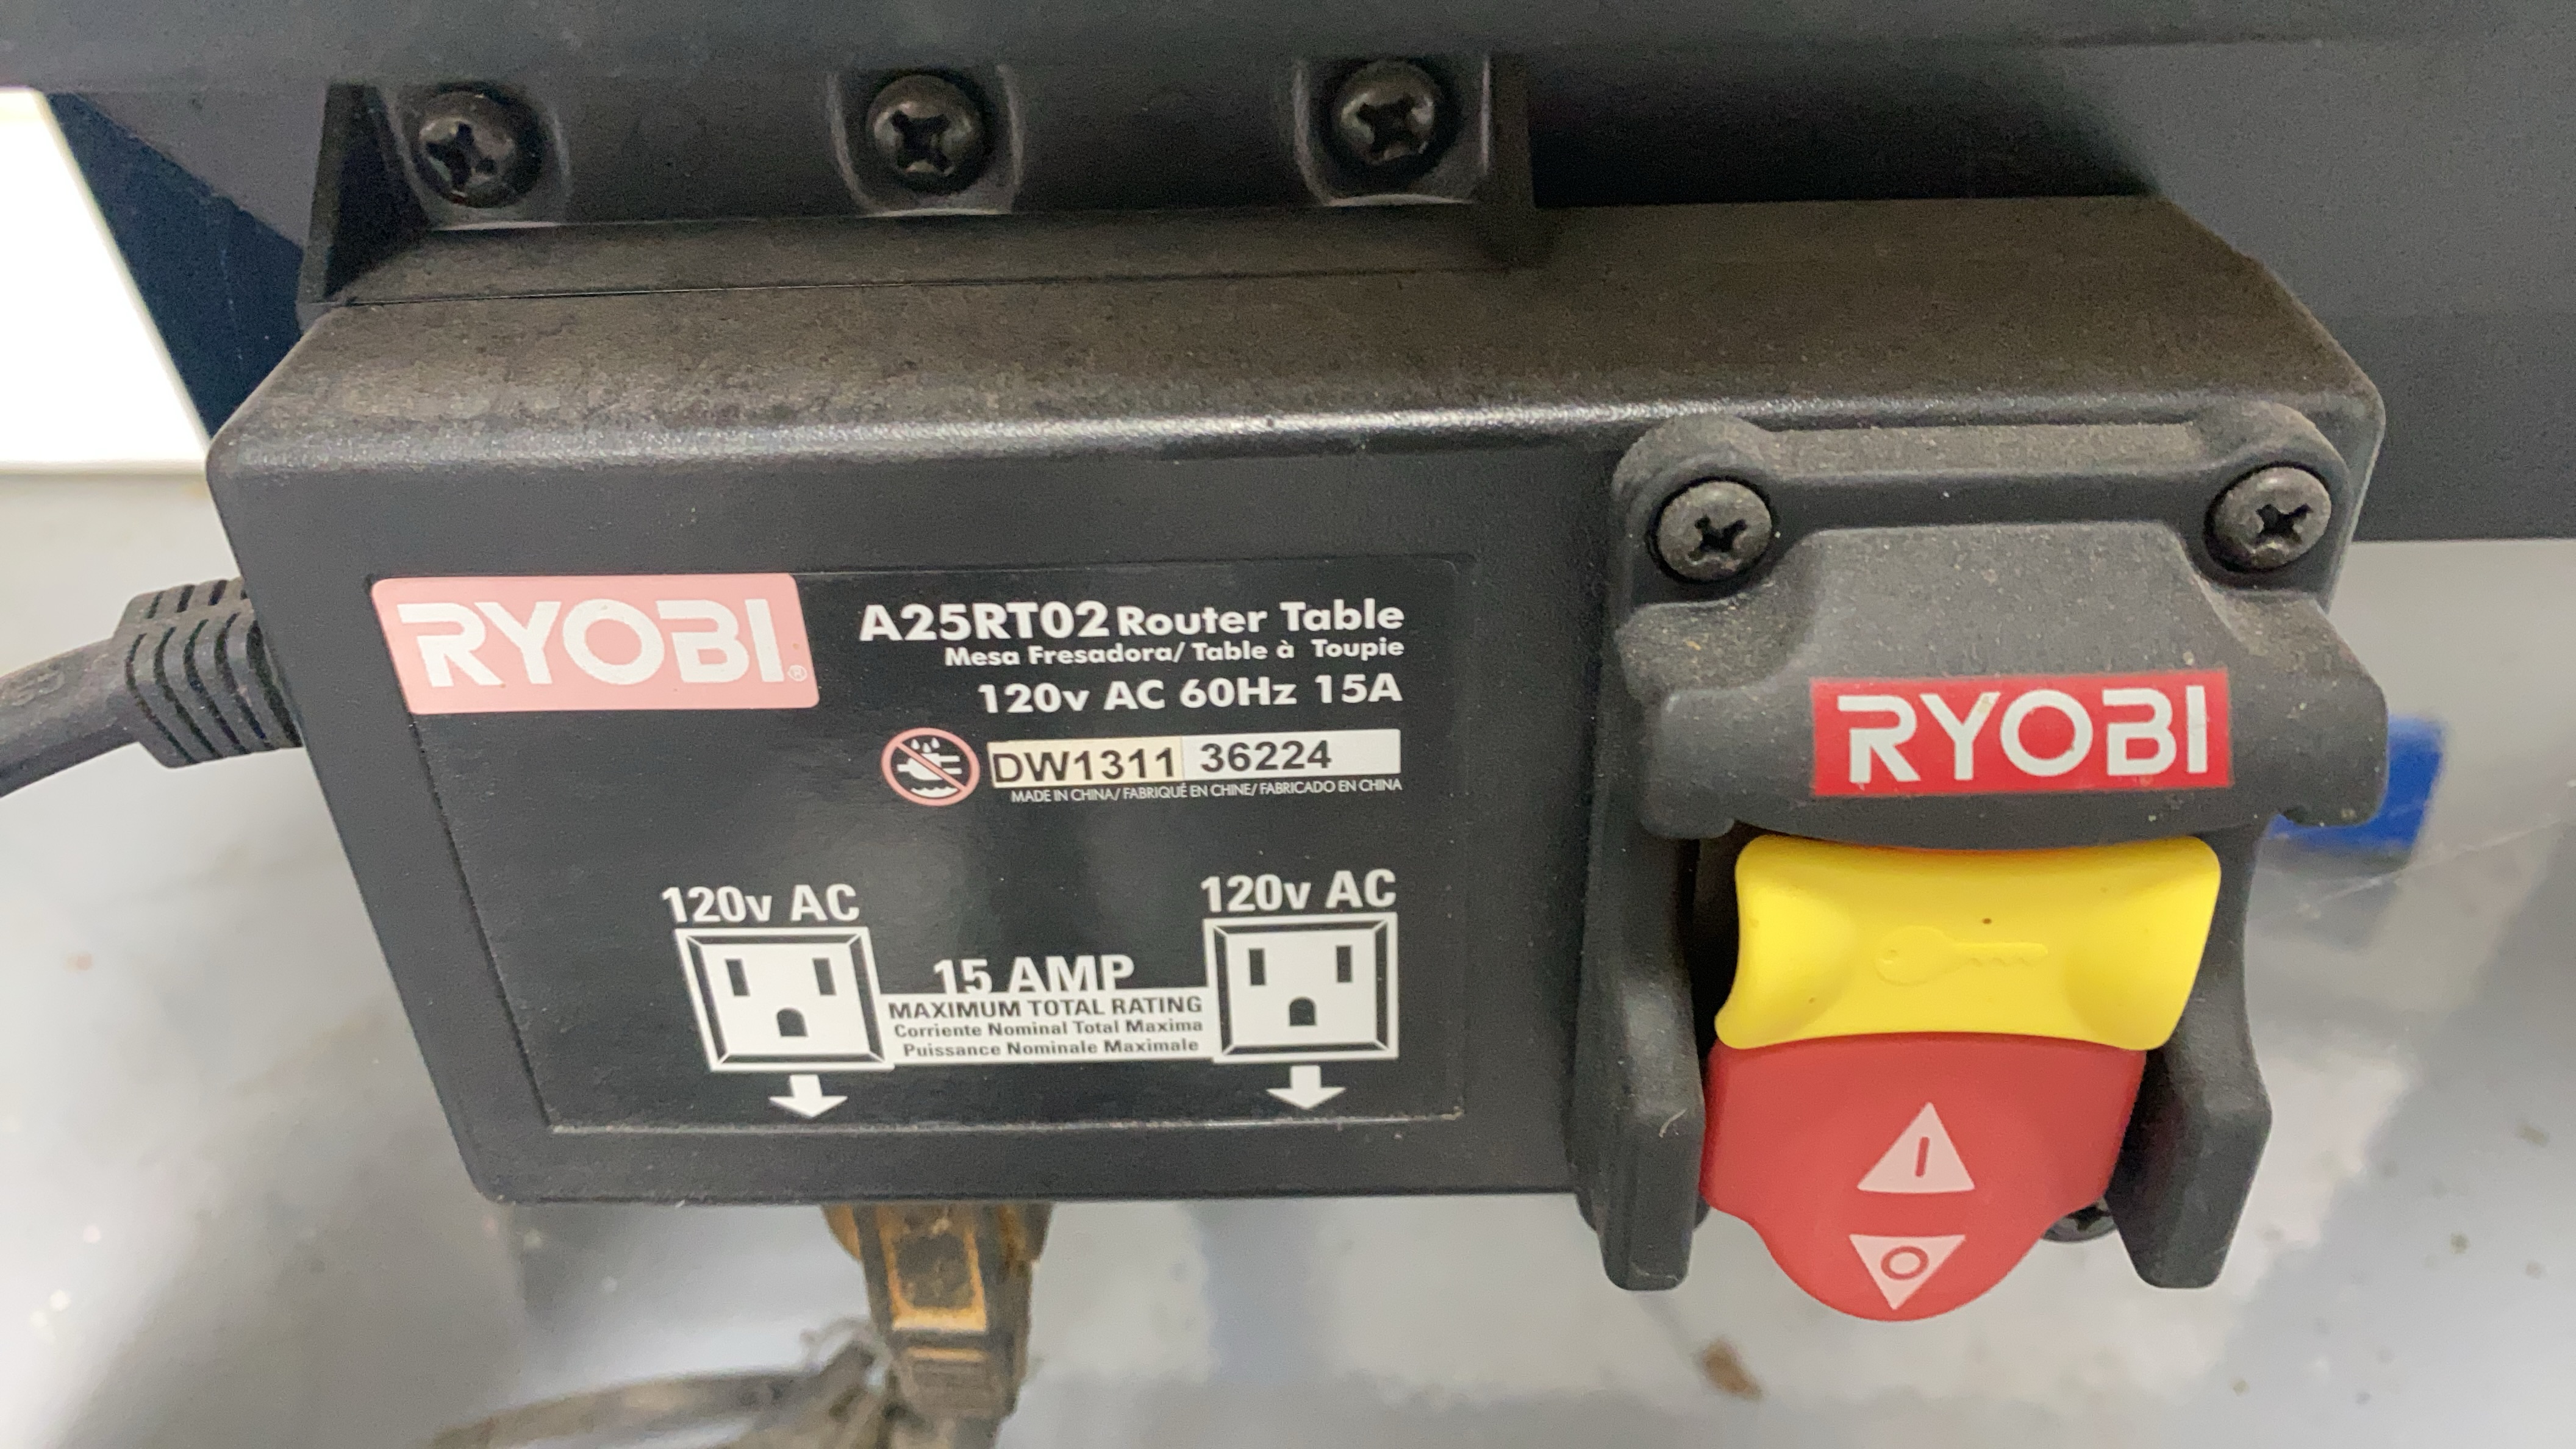 RYOBI®
A25RT02 Router Table
Mesa Fresadora/ Table à Toupie
120v AC 60Hz 15A
DW1311 36224
MADE IN CHINA/ FABRIQUÉ EN CHINE/ FABRICADO EN CHINA
RYOBI
120v AC
120v AC
15 AMP
MAXIMUM TOTAL RATING
Corriente Nominal Total Maxima
Puissance Nominale Maximale